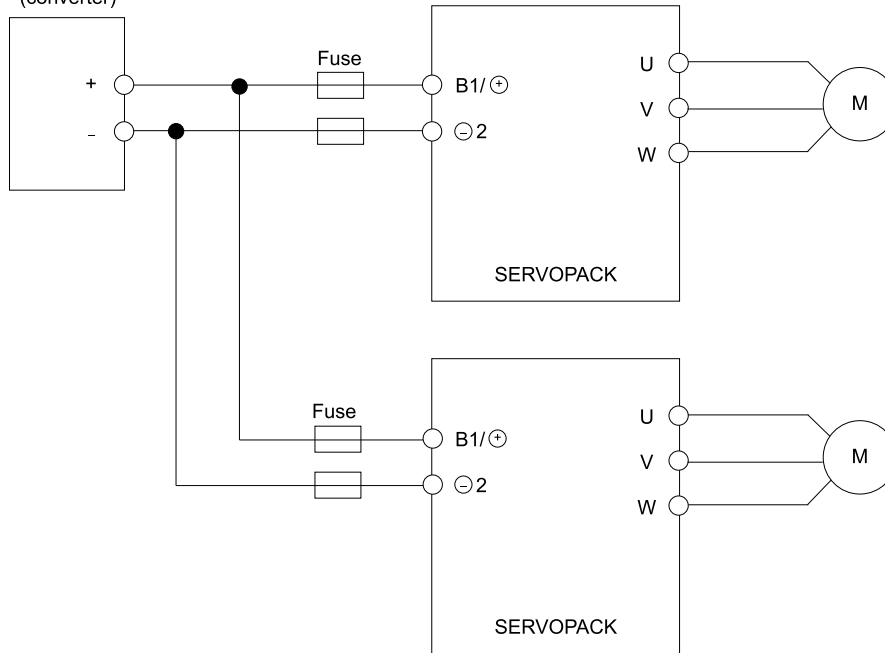 (converter)
Fuse
+
B1/⊕
U
M
V
–
⊖2
W
SERVOPACK
Fuse
B1/⊕
U
M
V
⊖2
W
SERVOPACK